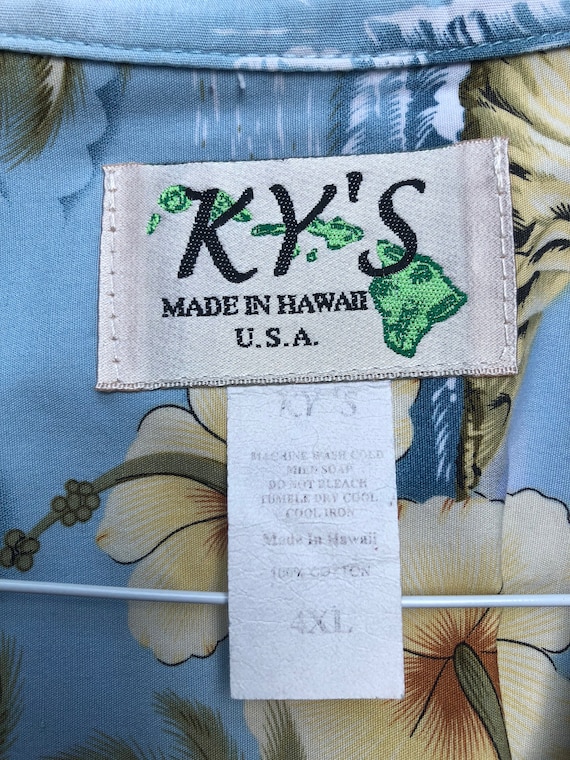 KY'S
MADE IN HAWAII
U.S.A.
KY'S
MACHINE WASH COLD
MILD SOAP
DO NOT BLEACH
TUMBLE DRY COOL
COOL IRON
Made In Hawaii
100% COTTON
4XL